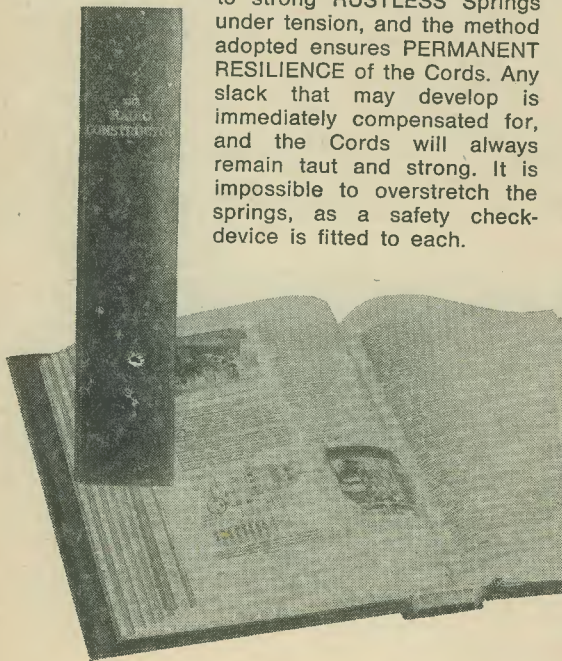 to strong RUSTLESS Springs
under tension, and the method
adopted ensures PERMANENT
RESILIENCE of the Cords. Any
slack that may develop is
immediately compensated for,
and the Cords will always
remain taut and strong. It is
impossible to overstretch the
springs, as a safety check-
device is fitted to each.
RADIO
CONSTRUCTOR